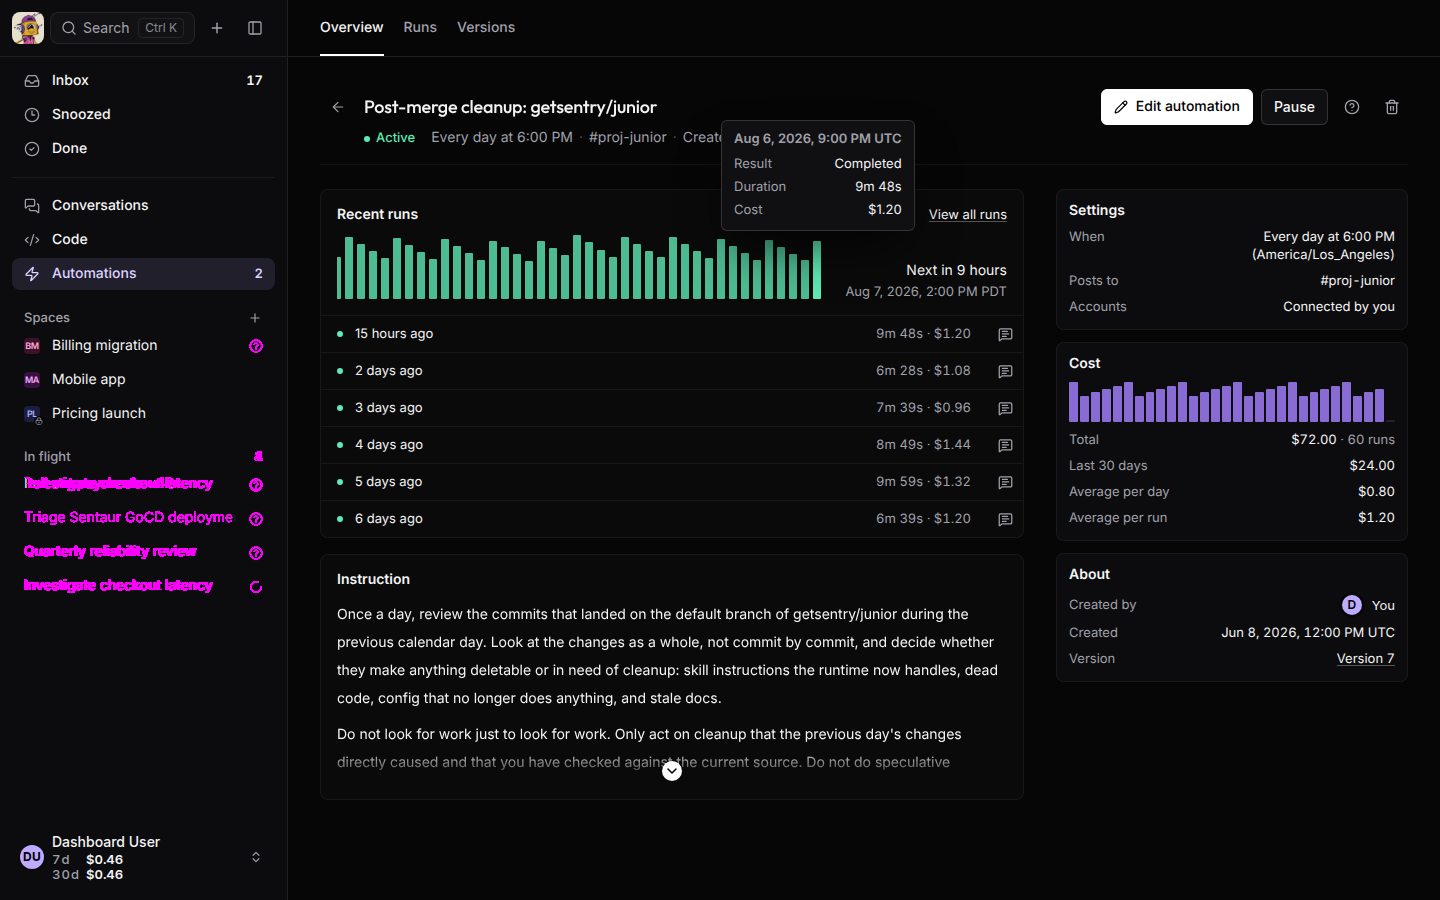 Search Ctrl K
Overview Runs Versions
Inbox 17
Snoozed
Done
Conversations
Code
Automations 2
Spaces
BM Billing migration
MA Mobile app
PL Pricing launch
In flight
Triage Sentaur GoCD deployme
Quarterly reliability review
Investigate checkout latency
Dashboard User
DU
7d $0.46
30d $0.46
Post-merge cleanup: getsentry/junior
Edit automation
Pause
Active Every day at 6:00 PM · #proj-junior ·
Aug 6, 2026, 9:00 PM UTC
Result Completed
Duration 9m 48s
Cost $1.20
Recent runs
View all runs
Next in 9 hours
Aug 7, 2026, 2:00 PM PDT
15 hours ago 9m 48s · $1.20
2 days ago 6m 28s · $1.08
3 days ago 7m 39s · $0.96
4 days ago 8m 49s · $1.44
5 days ago 9m 59s · $1.32
6 days ago 6m 39s · $1.20
Instruction
Once a day, review the commits that landed on the default branch of getsentry/junior during the
previous calendar day. Look at the changes as a whole, not commit by commit, and decide whether
they make anything deletable or in need of cleanup: skill instructions the runtime now handles, dead
code, config that no longer does anything, and stale docs.
Do not look for work just to look for work. Only act on cleanup that the previous day's changes
directly caused and that you have checked against the current source. Do not do speculative
Settings
When Every day at 6:00 PM
(America/Los_Angeles)
Posts to #proj-junior
Accounts Connected by you
Cost
Total $72.00 · 60 runs
Last 30 days $24.00
Average per day $0.80
Average per run $1.20
About
Created by D You
Created Jun 8, 2026, 12:00 PM UTC
Version Version 7